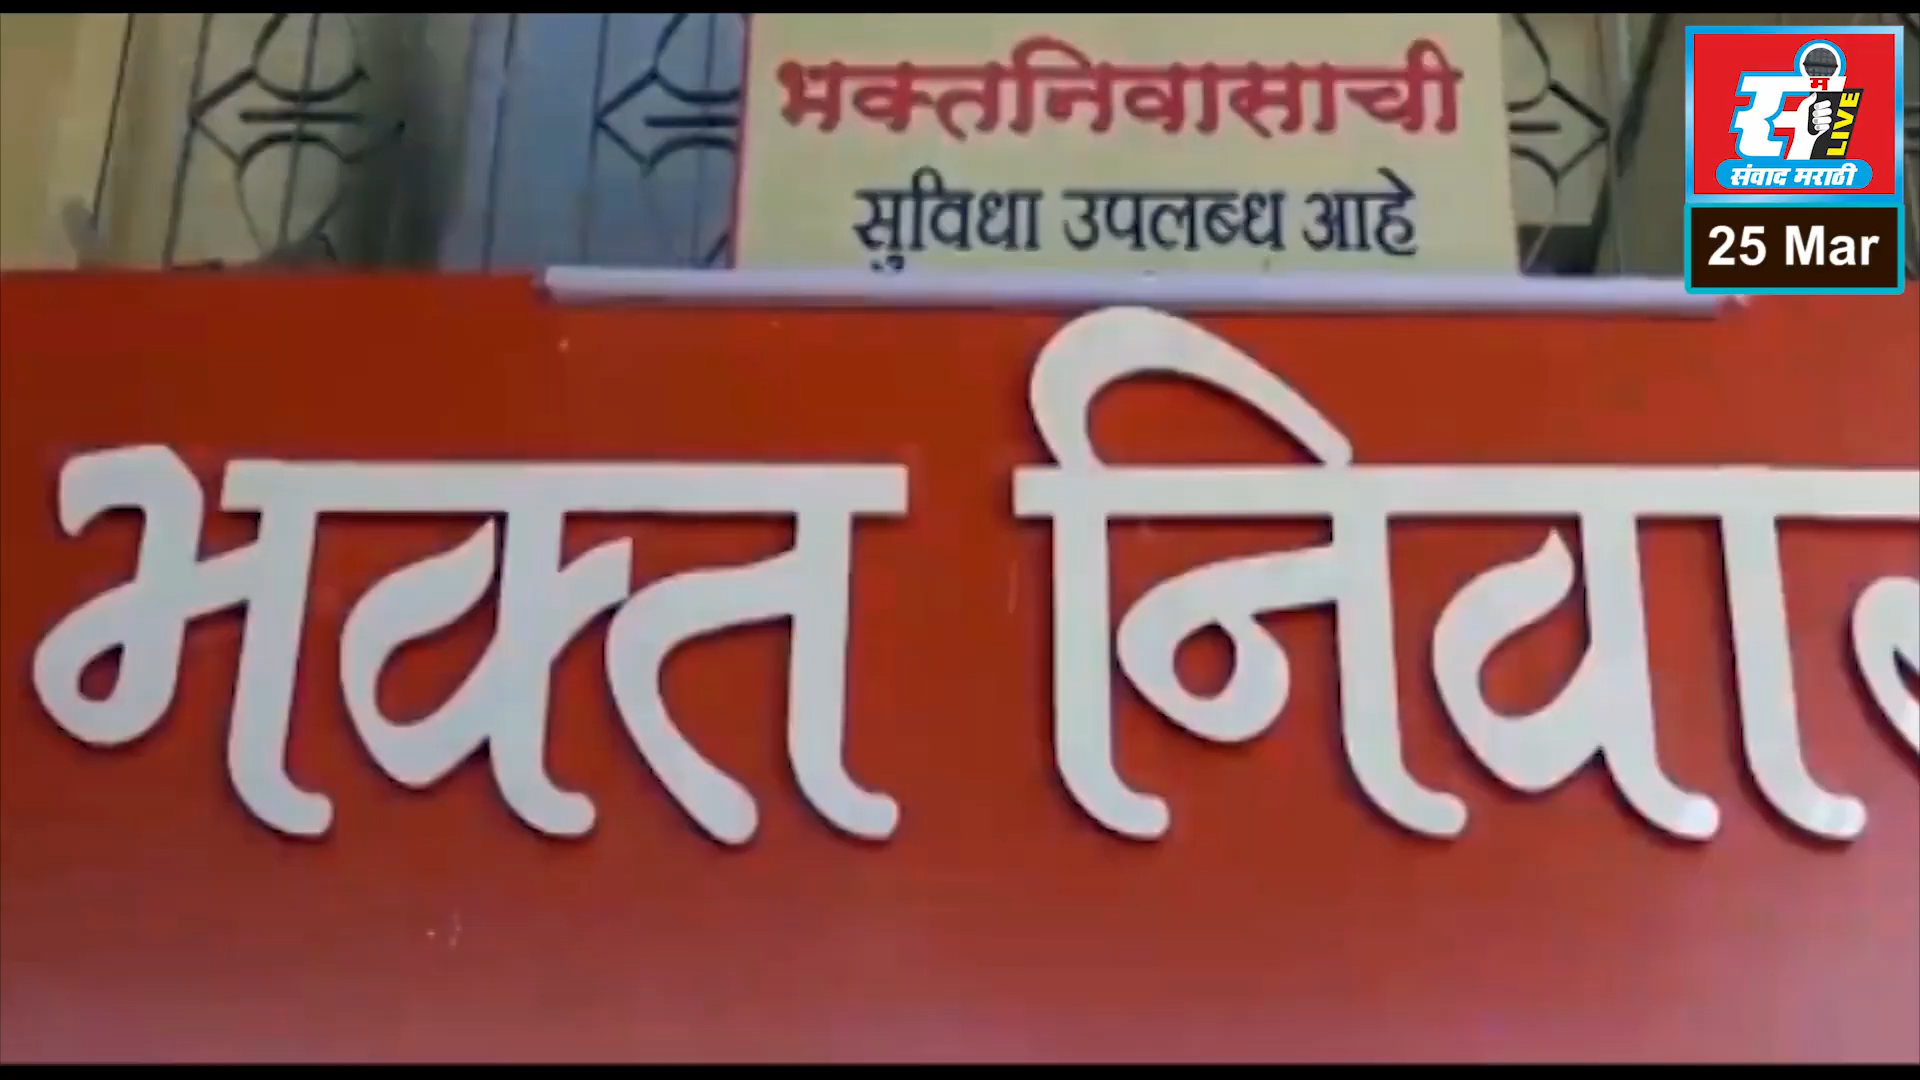 भक्तनिवासाची
सुविधा उपलब्ध आहे
म
LIVE
संवाद मराठी
25 Mar
भक्त निवा